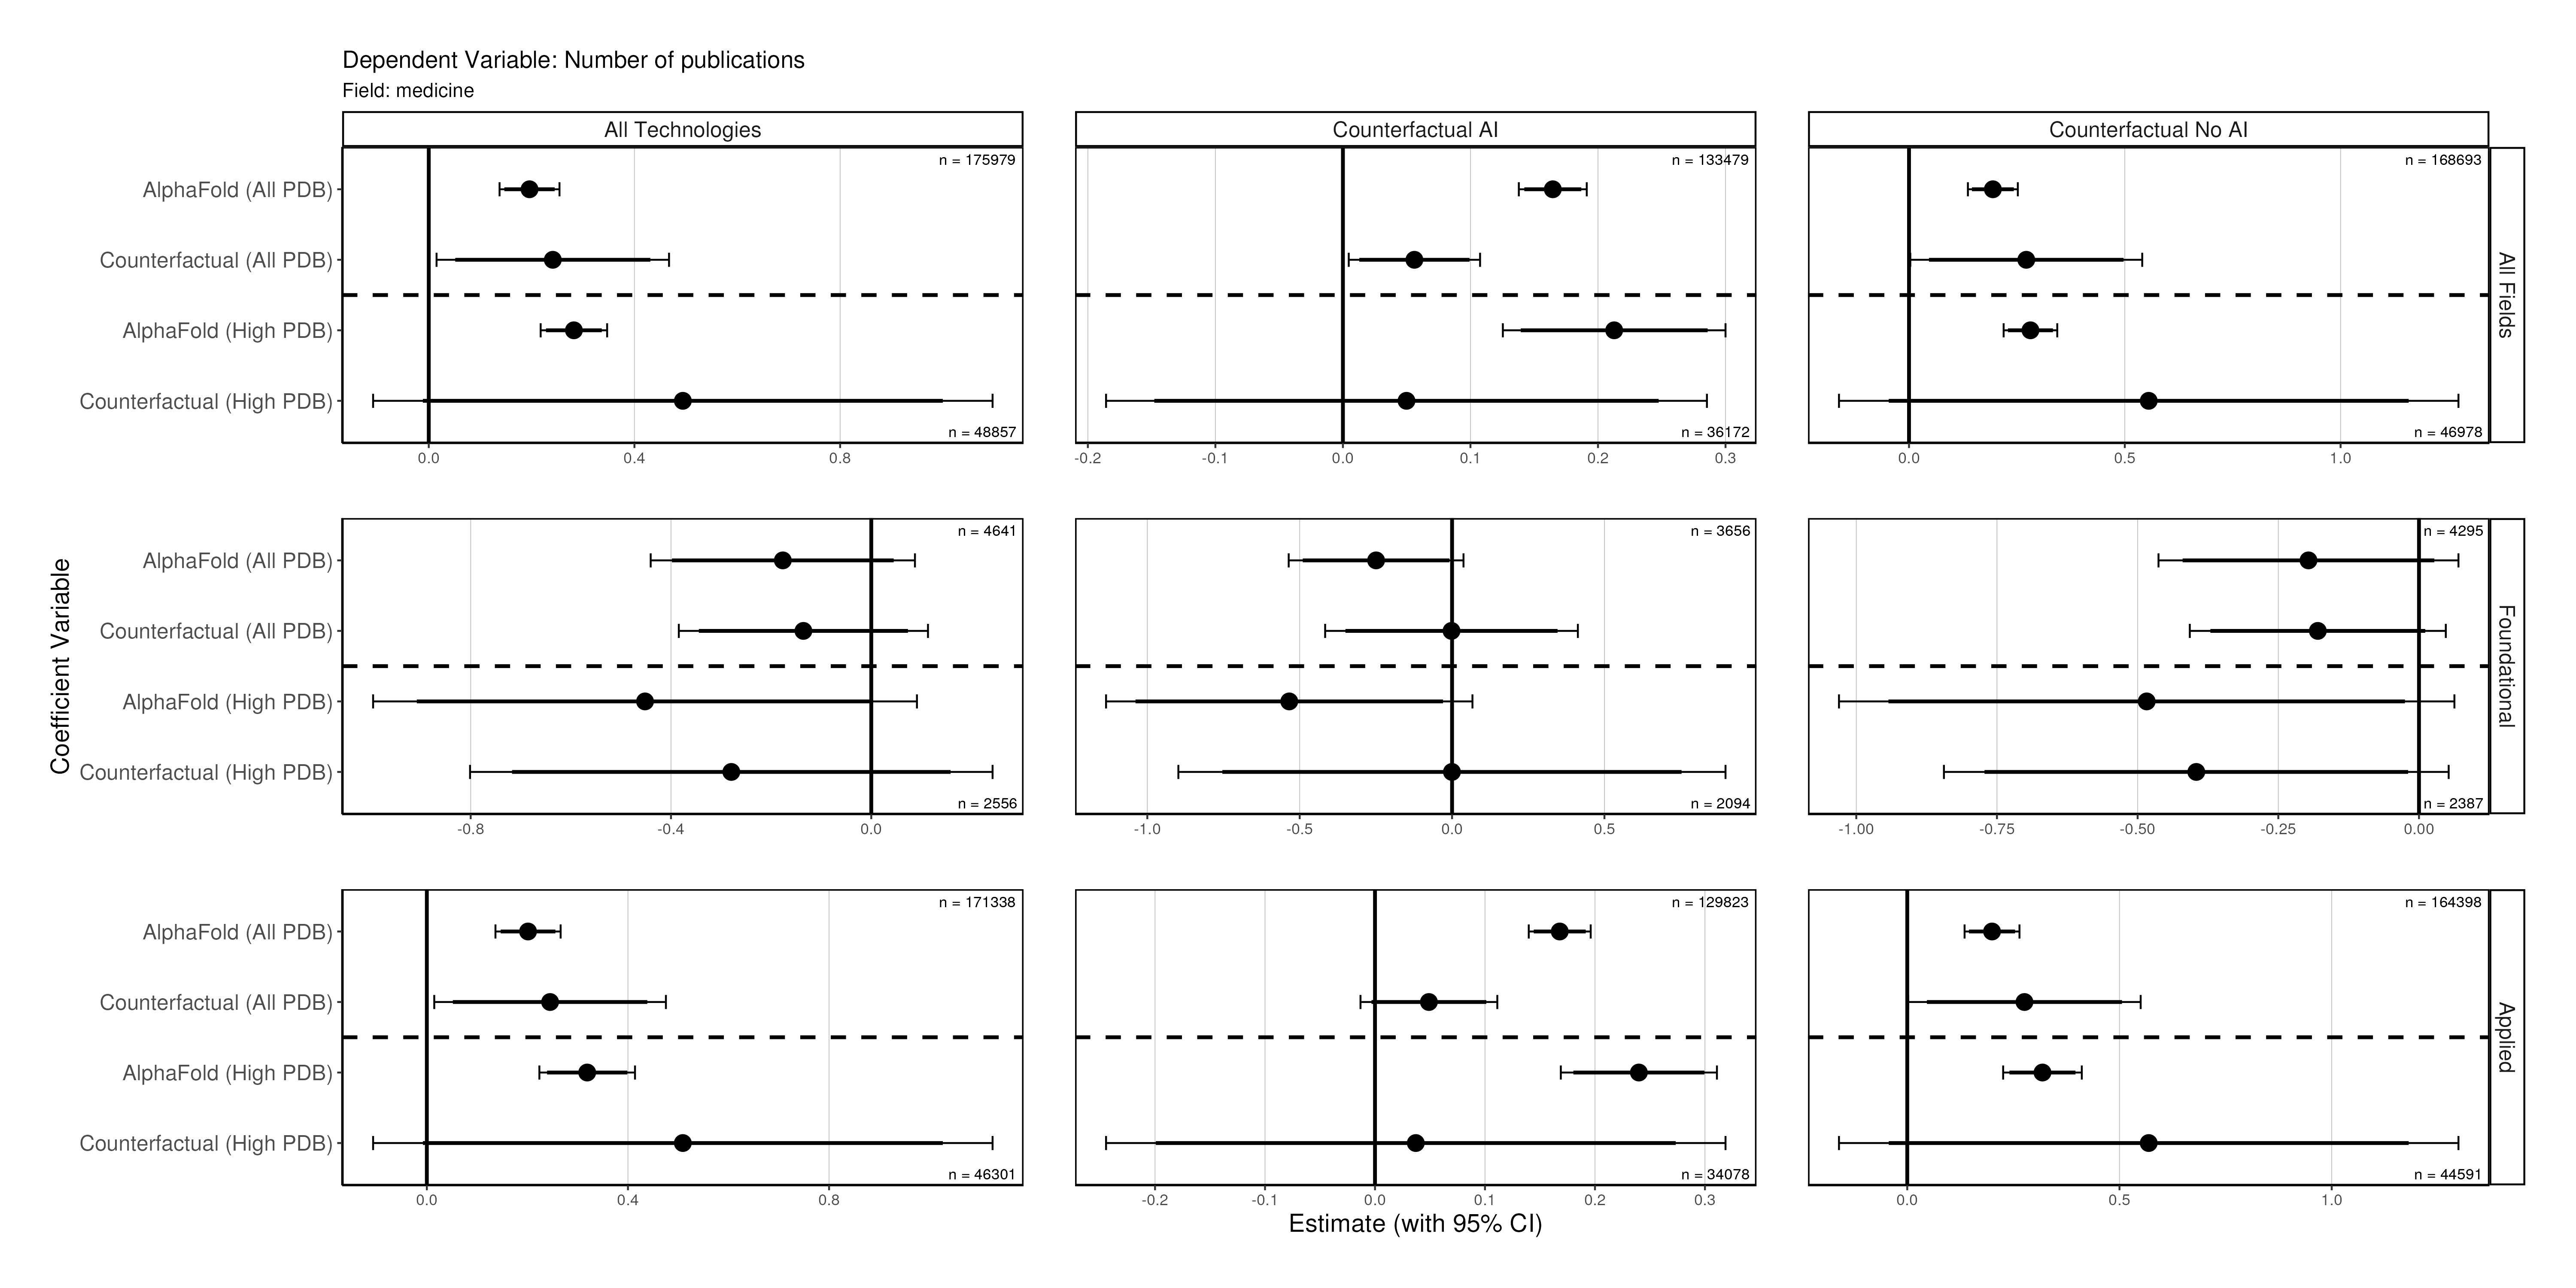 Dependent Variable: Number of publications
Field: medicine
All Technologies
Counterfactual AI
Counterfactual No AI
AlphaFold (All PDB)
Counterfactual (All PDB)
AlphaFold (High PDB)
Counterfactual (High PDB)
n = 175979
n = 48857
0.0 0.4 0.8
n = 133479
n = 36172
-0.2 -0.1 0.0 0.1 0.2 0.3
n = 168693
n = 46978
0.0 0.5 1.0
All Fields
Coefficient Variable
AlphaFold (All PDB)
Counterfactual (All PDB)
AlphaFold (High PDB)
Counterfactual (High PDB)
n = 4641
n = 2556
-0.8 -0.4 0.0
n = 3656
n = 2094
-1.0 -0.5 0.0 0.5
n = 4295
n = 2387
-1.00 -0.75 -0.50 -0.25 0.00
Foundational
AlphaFold (All PDB)
Counterfactual (All PDB)
AlphaFold (High PDB)
Counterfactual (High PDB)
n = 171338
n = 46301
0.0 0.4 0.8
n = 129823
n = 34078
-0.2 -0.1 0.0 0.1 0.2 0.3
n = 164398
n = 44591
0.0 0.5 1.0
Applied
Estimate (with 95% CI)